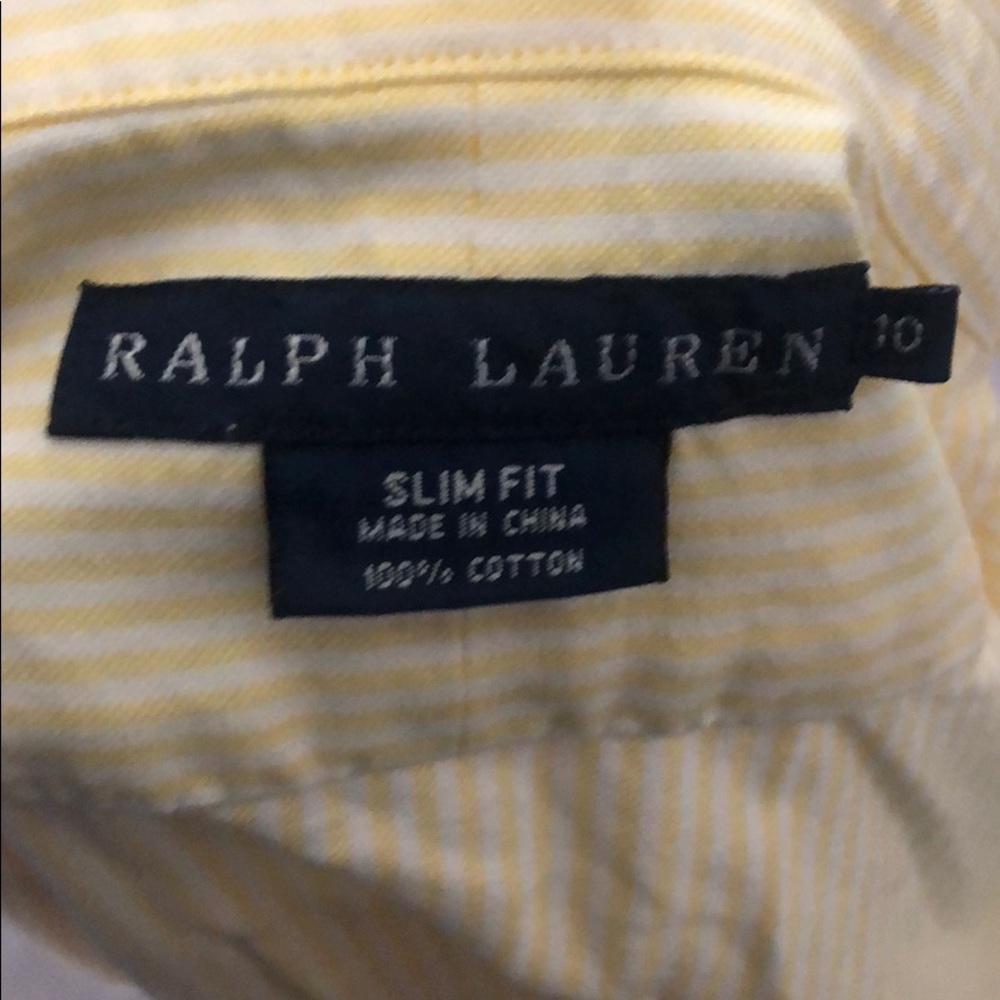 RALPH LAUREN
10
SLIM FIT
MADE IN CHINA
100% COTTON